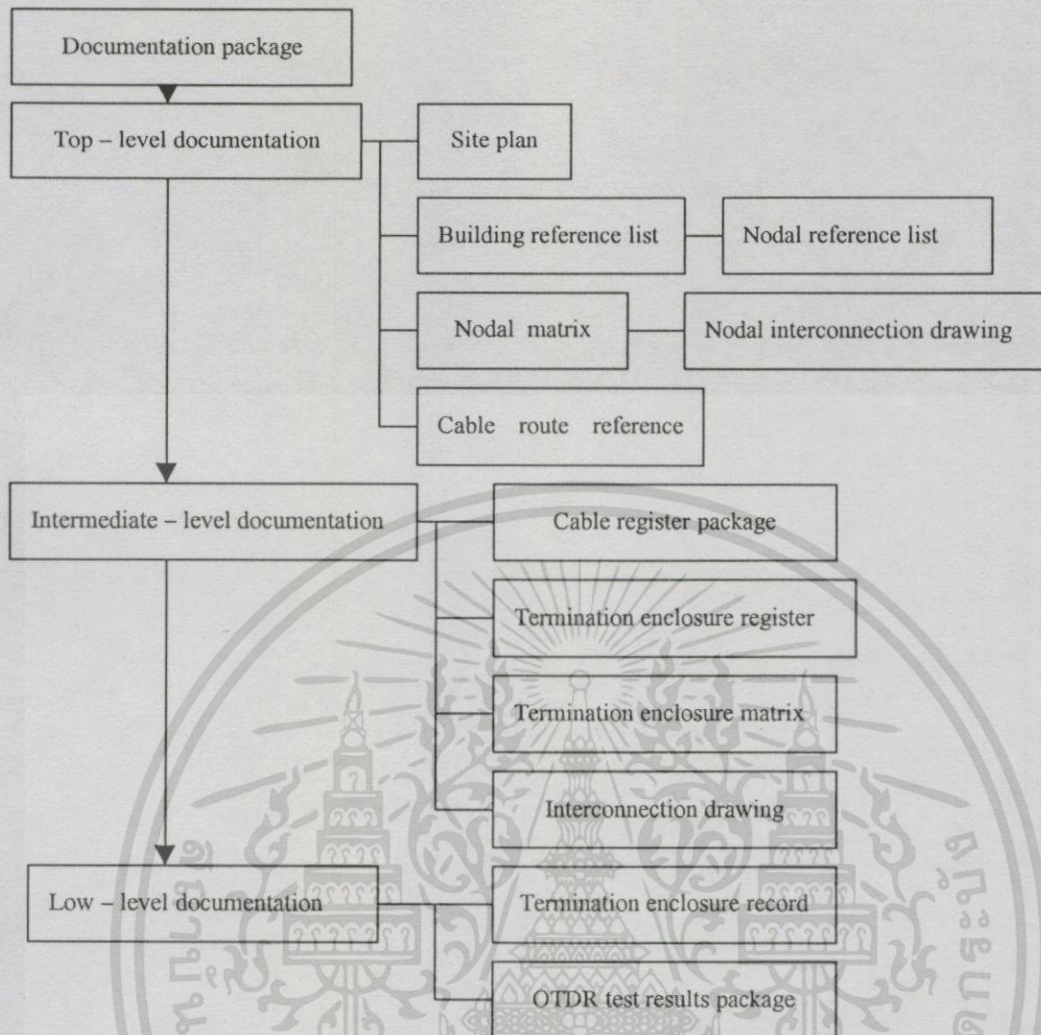 Documentation package
Top – level documentation
Site plan
Building reference list
Nodal reference list
Nodal matrix
Nodal interconnection drawing
Cable route reference
Intermediate – level documentation
Cable register package
Termination enclosure register
Termination enclosure matrix
Interconnection drawing
Low – level documentation
Termination enclosure record
OTDR test results package